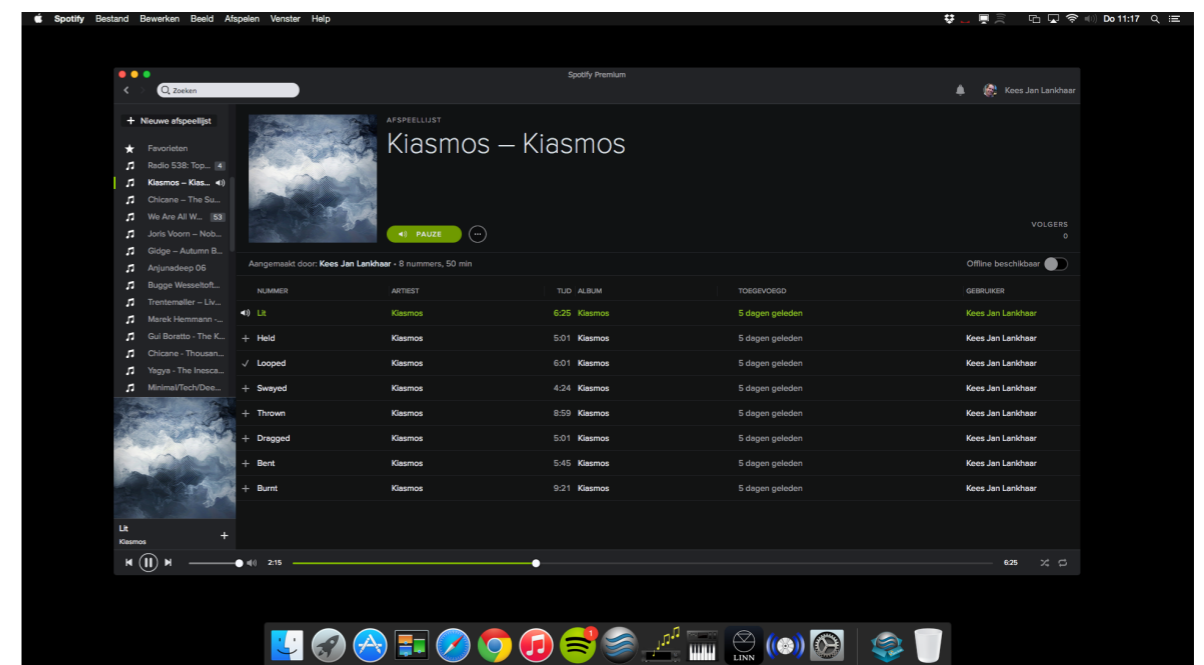 Spotify Bestand Bewerken Beeld Afspelen Venster Help Do 11:17
Spotify Premium
Zoeken
Kees Jan Lankhaar
Nieuwe afspeellijst
Favorieten
Radio 538: Top... 4
Kiasmos – Kias...
Chicane – The Su...
We Are All W... 53
Joris Voorn – Nob...
Gidge – Autumn B...
Anjunadeep 06
Bugge Wesseltoft...
Trentemøller – Liv...
Marek Hemmann -...
Gui Boratto - The K...
Chicane - Thousan...
Yagya - The Inesca...
Minimal/Tech/Dee...
Lit
Kiasmos
AFSPEELLIJST
Kiasmos – Kiasmos
PAUZE
VOLGERS
0
Aangemaakt door: Kees Jan Lankhaar - 8 nummers, 50 min Offline beschikbaar
NUMMER ARTIEST TIJD ALBUM TOEGEVOEGD GEBRUIKER
Lit Kiasmos 6:25 Kiasmos 5 dagen geleden Kees Jan Lankhaar
Held Kiasmos 5:01 Kiasmos 5 dagen geleden Kees Jan Lankhaar
Looped Kiasmos 6:01 Kiasmos 5 dagen geleden Kees Jan Lankhaar
Swayed Kiasmos 4:24 Kiasmos 5 dagen geleden Kees Jan Lankhaar
Thrown Kiasmos 8:59 Kiasmos 5 dagen geleden Kees Jan Lankhaar
Dragged Kiasmos 5:01 Kiasmos 5 dagen geleden Kees Jan Lankhaar
Bent Kiasmos 5:45 Kiasmos 5 dagen geleden Kees Jan Lankhaar
Burnt Kiasmos 9:21 Kiasmos 5 dagen geleden Kees Jan Lankhaar
2:15 6:25
1
LINN